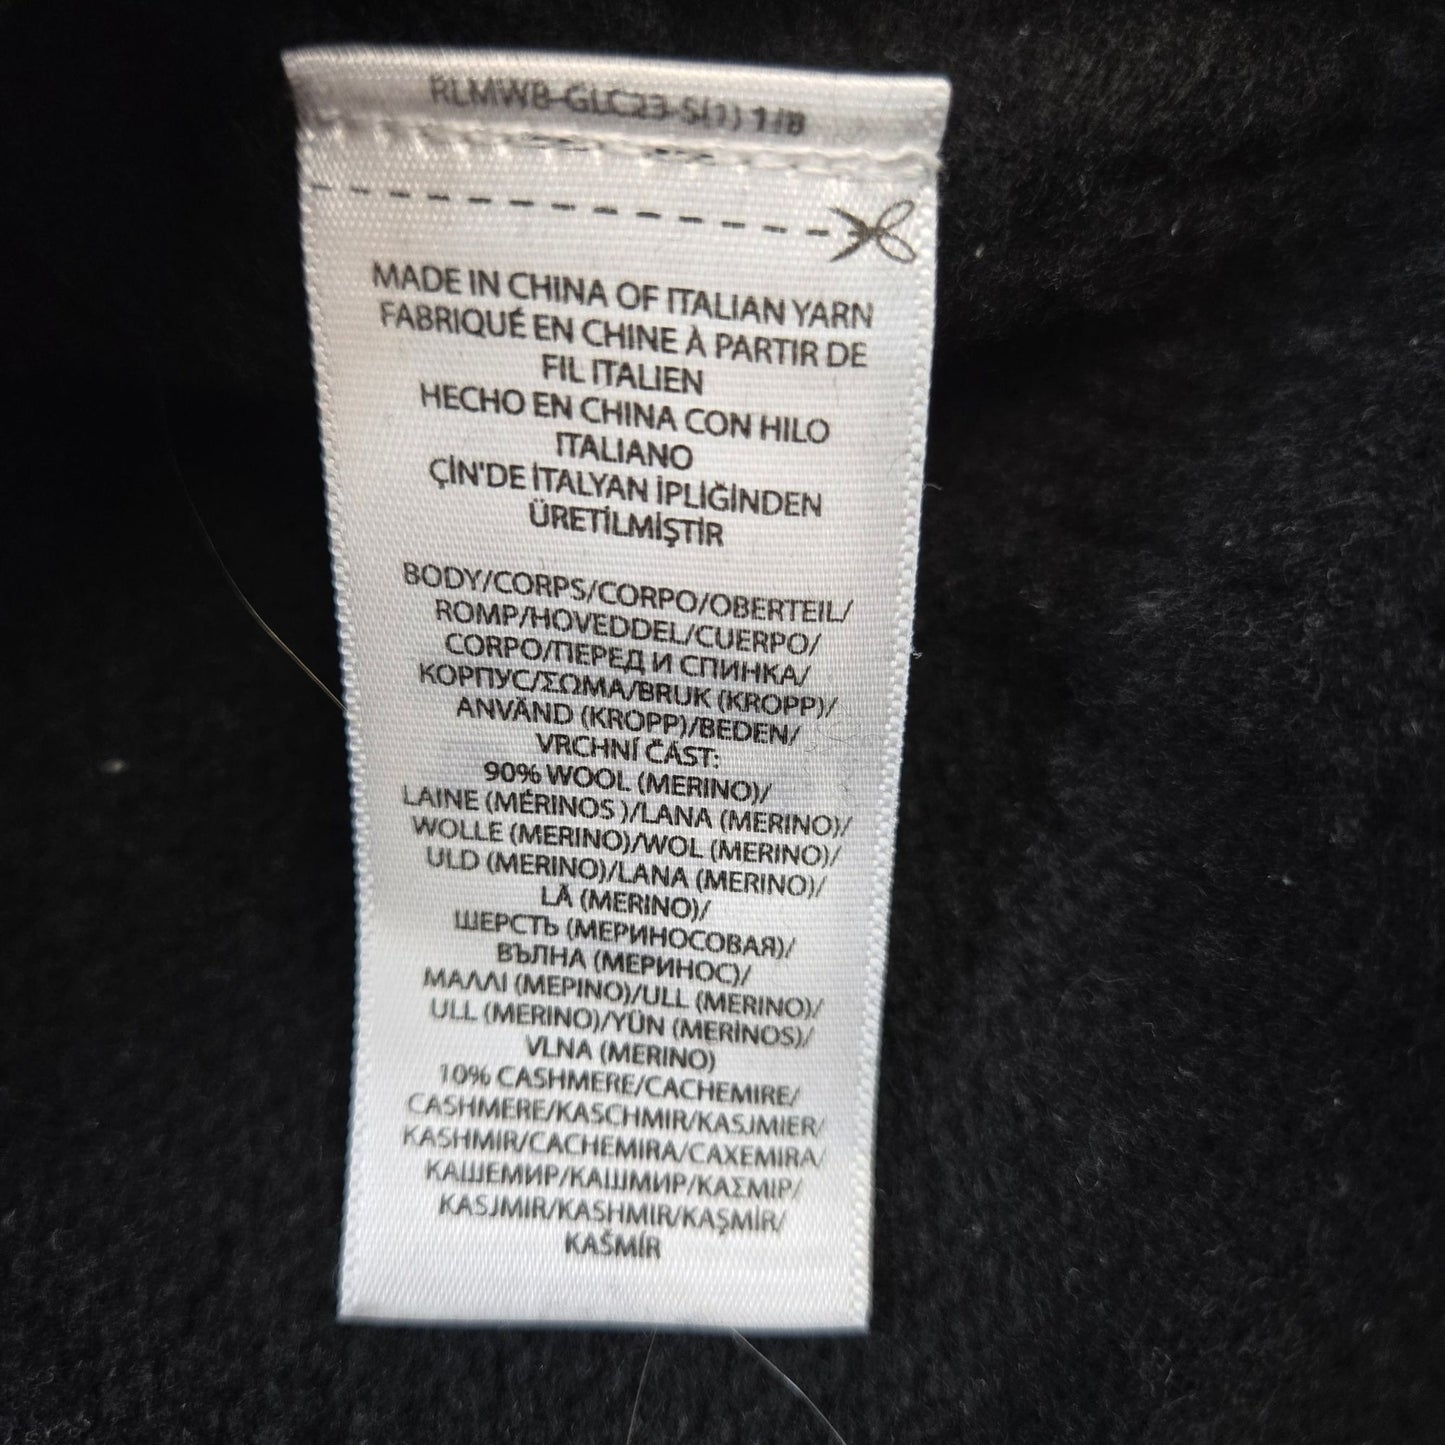 RLMWB-GLC23-S(1) 1/8
MADE IN CHINA OF ITALIAN YARN
FABRIQUÉ EN CHINE À PARTIR DE
FIL ITALIEN
HECHO EN CHINA CON HILO
ITALIANO
ÇİN'DE İTALYAN İPLİĞİNDEN
ÜRETİLMİŞTİR
BODY/CORPS/CORPO/OBERTEIL/
ROMP/HOVEDDEL/CUERPO/
CORPO/ПЕРЕД И СПИНКА/
КОРПУС/ΣΩΜΑ/BRUK (KROPP)/
ANVÄND (KROPP)/BEDEN/
VRCHNÍ ČÁST:
90% WOOL (MERINO)/
LAINE (MÉRINOS )/LANA (MERINO)/
WOLLE (MERINO)/WOL (MERINO)/
ULD (MERINO)/LANA (MERINO)/
LÃ (MERINO)/
ШЕРСТЬ (МЕРИНОСОВАЯ)/
ВЪЛНА (МЕРИНОС)/
ΜΑΛΛΙ (ΜΕΡΙΝΟ)/ULL (MERINO)/
ULL (MERINO)/YÜN (MERİNOS)/
VLNA (MERINO)
10% CASHMERE/CACHEMIRE/
CASHMERE/KASCHMIR/KASJMIER/
KASHMIR/CACHEMIRA/CAXEMIRA/
КАШЕМИР/КАШМИР/ΚΑΣΜΙΡ/
KASJMIR/KASHMIR/KAŞMİR/
KAŠMÍR